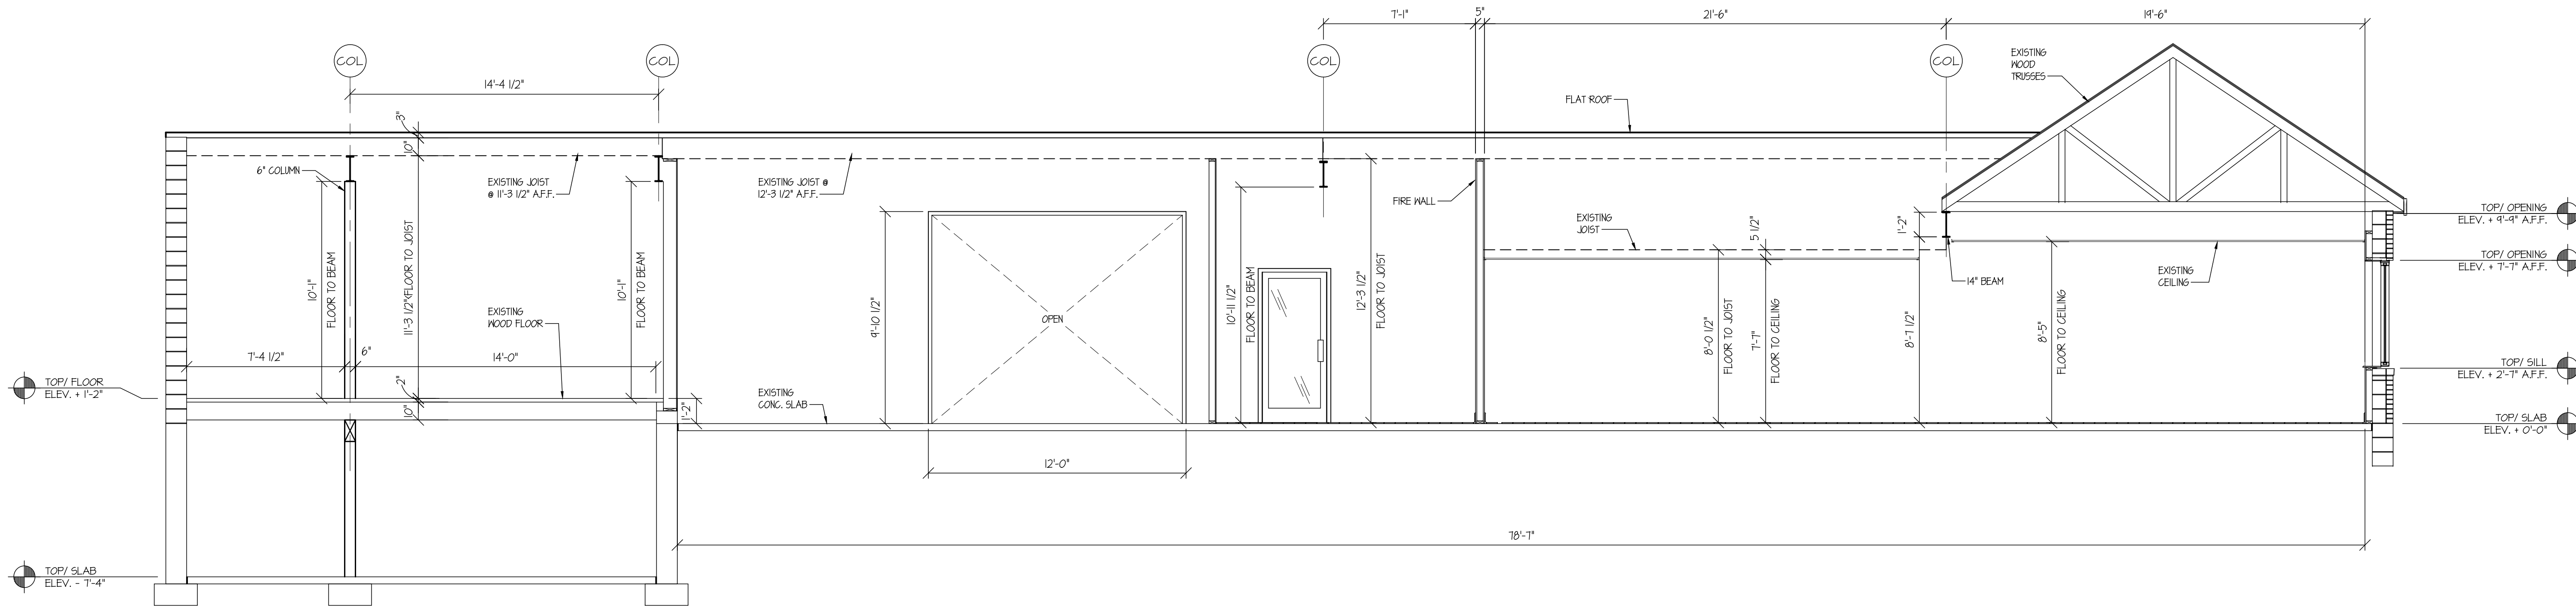 7'-1"
5"
21'-6"
19'-6"
COL
COL
COL
COL
14'-4 1/2"
EXISTING
WOOD
TRUSSES
FLAT ROOF
3"
10"
6" COLUMN
EXISTING JOIST
@ 11'-3 1/2" A.F.F.
EXISTING JOIST @
12'-3 1/2" A.F.F.
FIRE WALL
EXISTING
JOIST
5 1/2"
1'-2"
TOP/ OPENING
ELEV. + 9'-9" A.F.F.
TOP/ OPENING
ELEV. + 7'-7" A.F.F.
14" BEAM
EXISTING
CEILING
10'-1"
FLOOR TO BEAM
11'-3 1/2" FLOOR TO JOIST
10'-1"
FLOOR TO BEAM
9'-10 1/2"
OPEN
10'-11 1/2"
FLOOR TO BEAM
12'-3 1/2"
FLOOR TO JOIST
8'-0 1/2"
FLOOR TO JOIST
7'-7"
FLOOR TO CEILING
8'-7 1/2"
8'-5"
FLOOR TO CEILING
EXISTING
WOOD FLOOR
7'-4 1/2"
6"
14'-0"
TOP/ FLOOR
ELEV. + 1'-2"
2"
10"
1'-2"
EXISTING
CONC. SLAB
TOP/ SILL
ELEV. + 2'-7" A.F.F.
TOP/ SLAB
ELEV. + 0'-0"
12'-0"
78'-7"
TOP/ SLAB
ELEV. - 7'-4"